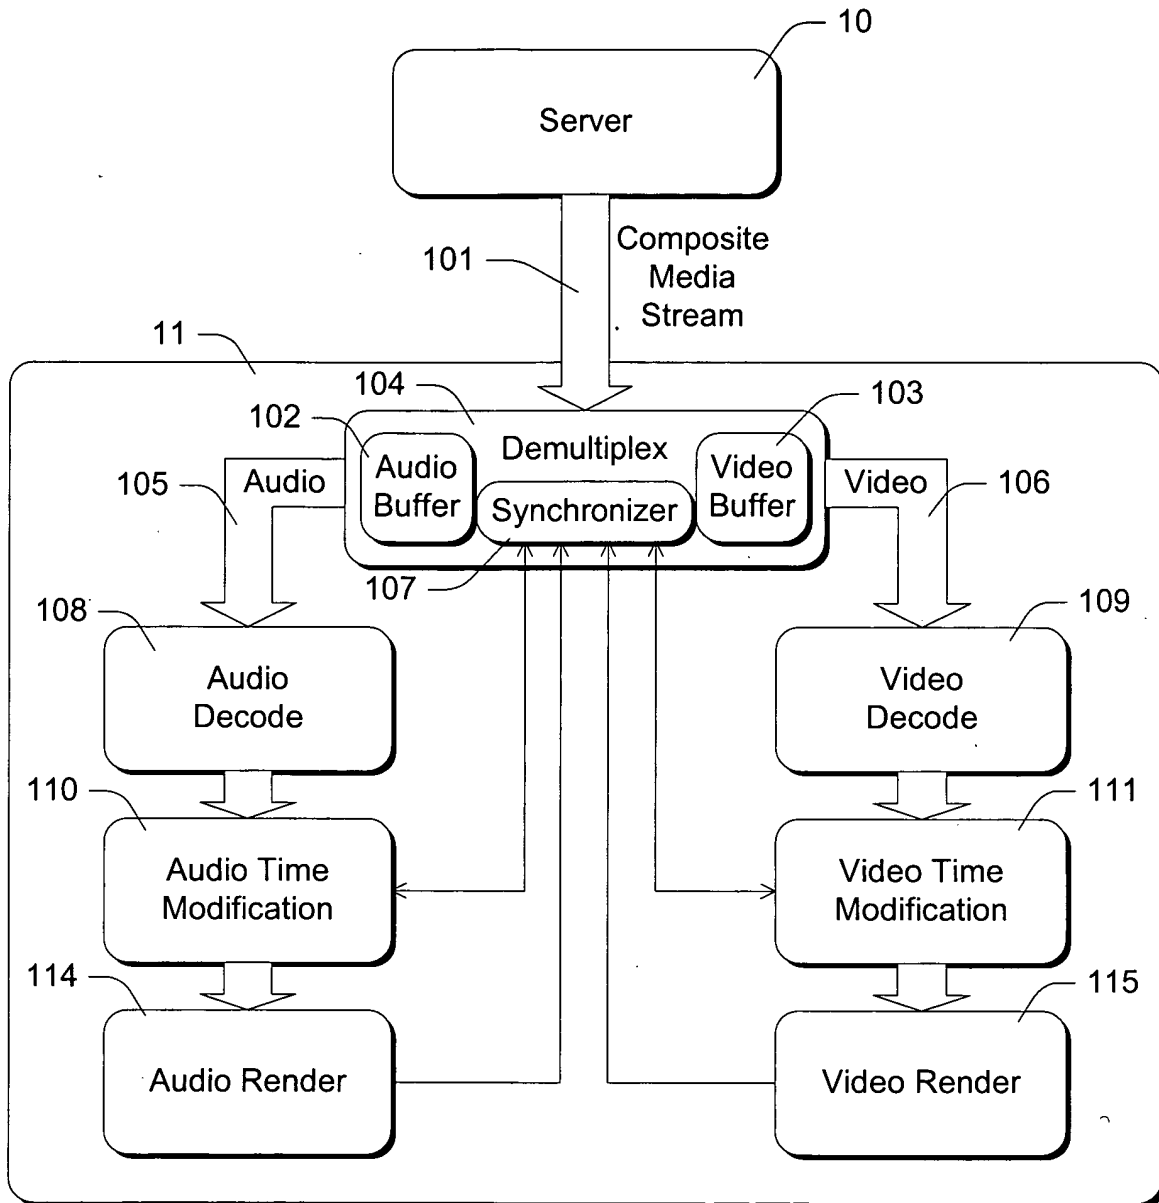 10
Server
101
Composite
Media
Stream
11
104
102
103
Demultiplex
Audio
Buffer
Video
Buffer
Synchronizer
Audio
105
Video
106
107
108
109
Audio
Decode
Video
Decode
110
111
Audio Time
Modification
Video Time
Modification
114
115
Audio Render
Video Render